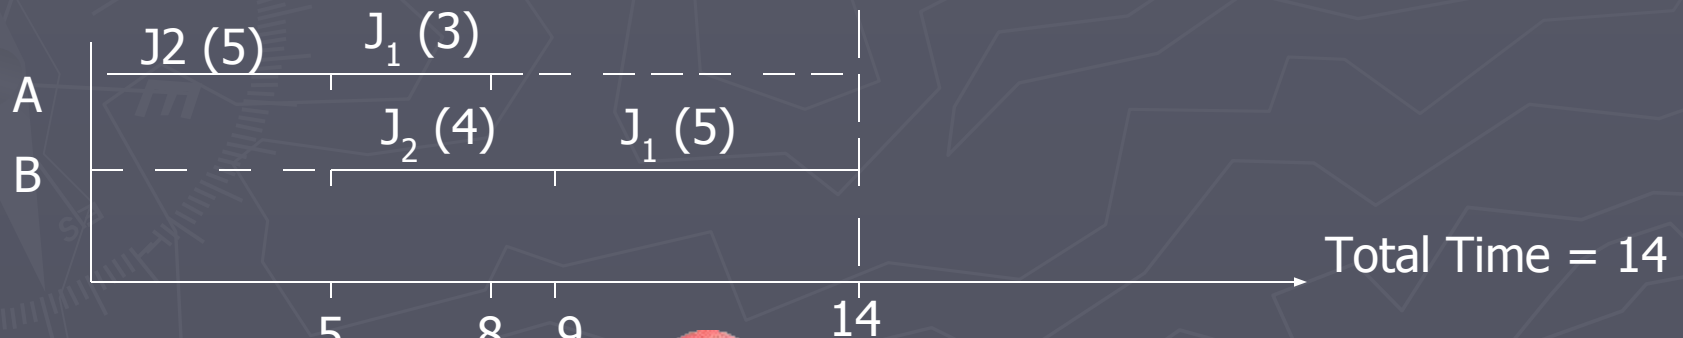 J2 (5)
J₁ (3)
A
J₂ (4)
J₁ (5)
B
Total Time = 14
5
8
9
14